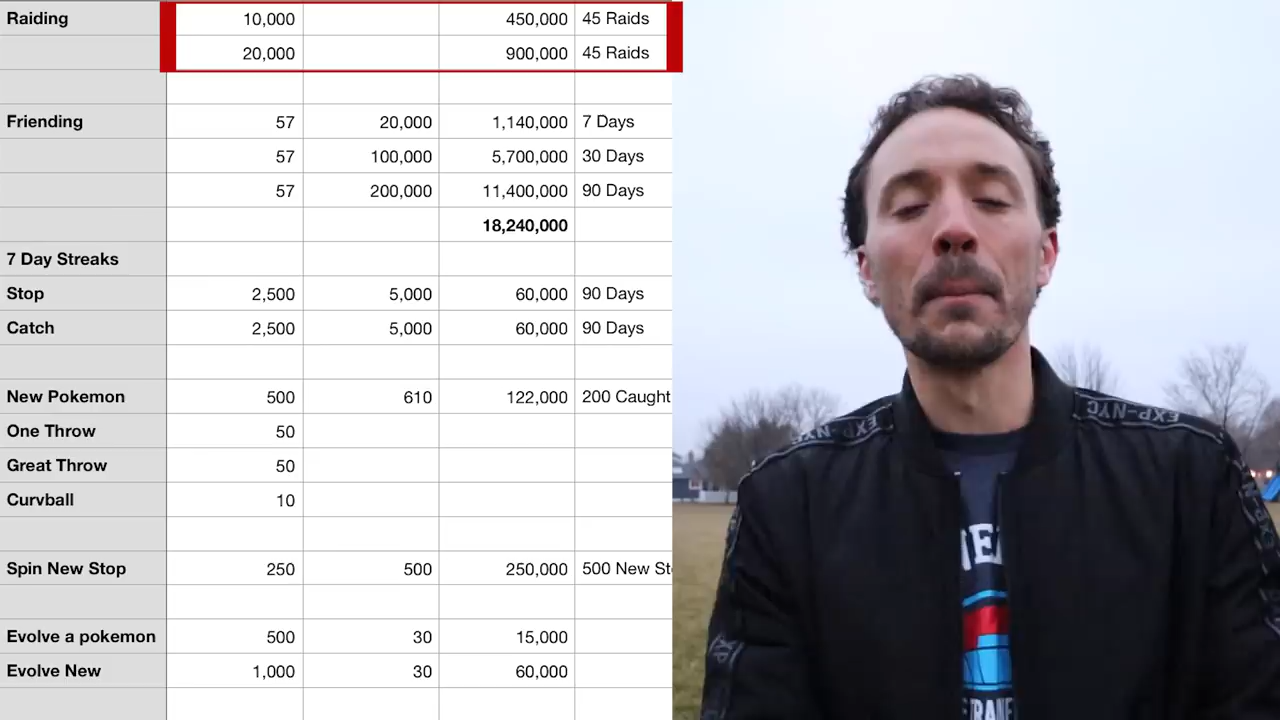 Raiding 10,000 450,000 45 Raids
20,000 900,000 45 Raids
Friending 57 20,000 1,140,000 7 Days
57 100,000 5,700,000 30 Days
57 200,000 11,400,000 90 Days
18,240,000
7 Day Streaks
Stop 2,500 5,000 60,000 90 Days
Catch 2,500 5,000 60,000 90 Days
New Pokemon 500 610 122,000 200 Caught
One Throw 50
Great Throw 50
Curvball 10
Spin New Stop 250 500 250,000 500 New
Evolve a pokemon 500 30 15,000
Evolve New 1,000 30 60,000
EXP-NYC
EXP-NYC